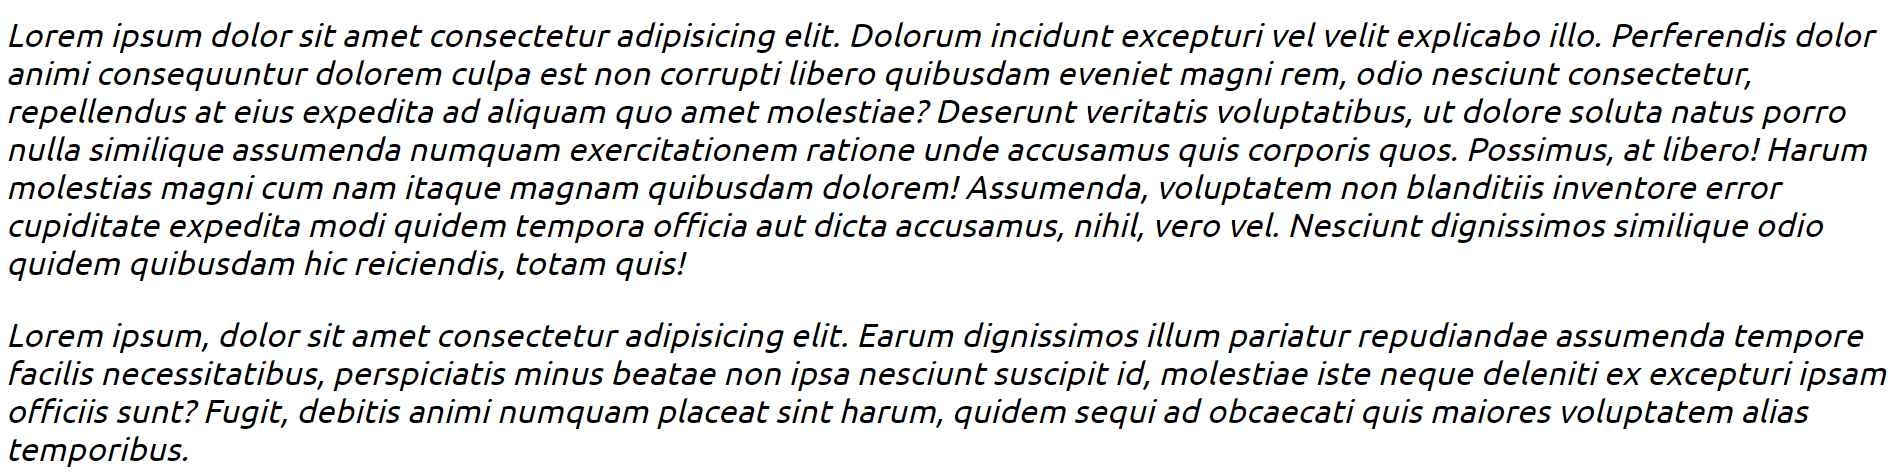 Lorem ipsum dolor sit amet consectetur adipisicing elit. Dolorum incidunt excepturi vel velit explicabo illo. Perferendis dolor
animi consequuntur dolorem culpa est non corrupti libero quibusdam eveniet magni rem, odio nesciunt consectetur,
repellendus at eius expedita ad aliquam quo amet molestiae? Deserunt veritatis voluptatibus, ut dolore soluta natus porro
nulla similique assumenda numquam exercitationem ratione unde accusamus quis corporis quos. Possimus, at libero! Harum
molestias magni cum nam itaque magnam quibusdam dolorem! Assumenda, voluptatem non blanditiis inventore error
cupiditate expedita modi quidem tempora officia aut dicta accusamus, nihil, vero vel. Nesciunt dignissimos similique odio
quidem quibusdam hic reiciendis, totam quis!
Lorem ipsum, dolor sit amet consectetur adipisicing elit. Earum dignissimos illum pariatur repudiandae assumenda tempore
facilis necessitatibus, perspiciatis minus beatae non ipsa nesciunt suscipit id, molestiae iste neque deleniti ex excepturi ipsam
officiis sunt? Fugit, debitis animi numquam placeat sint harum, quidem sequi ad obcaecati quis maiores voluptatem alias
temporibus.